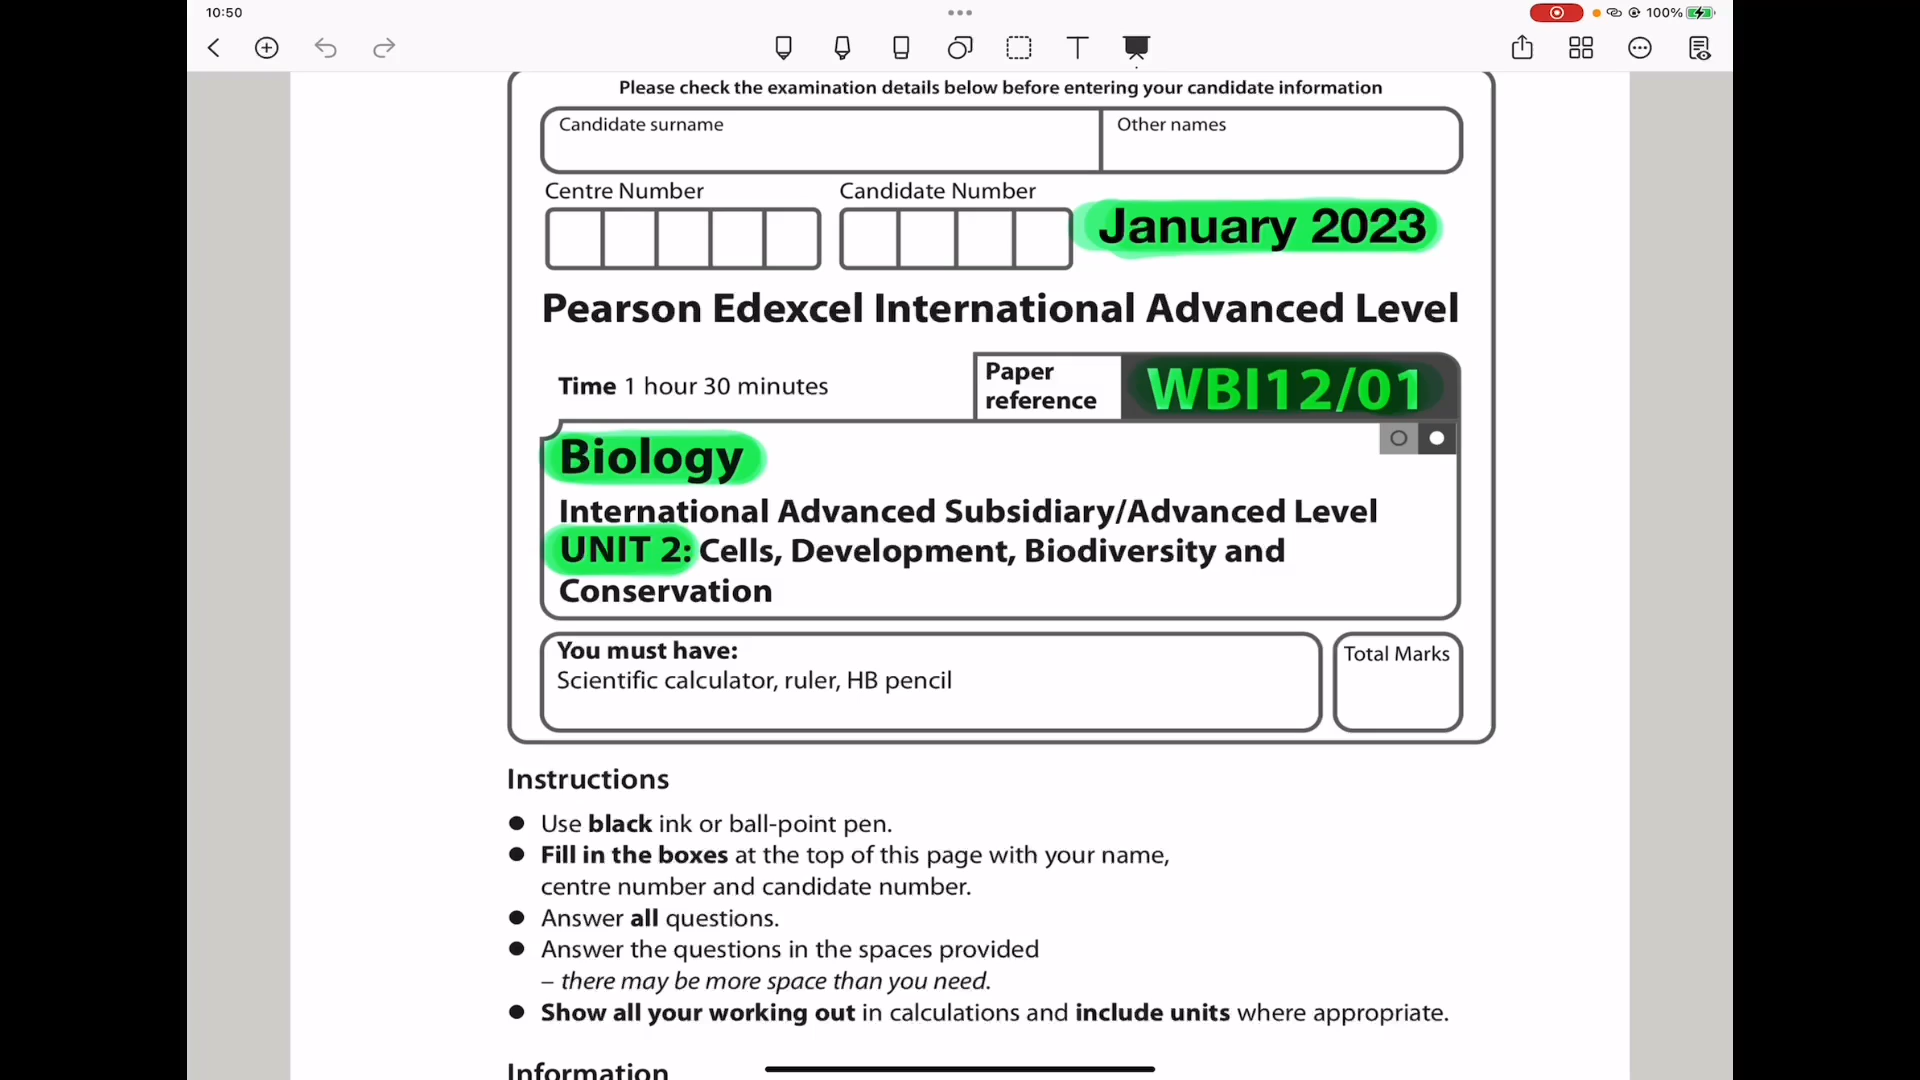 10:50
100%
Please check the examination details below before entering your candidate information
Candidate surname
Other names
Centre Number
Candidate Number
January 2023
Pearson Edexcel International Advanced Level
Time 1 hour 30 minutes
Paper
reference
WBI12/01
Biology
International Advanced Subsidiary/Advanced Level
UNIT 2: Cells, Development, Biodiversity and
Conservation
You must have:
Scientific calculator, ruler, HB pencil
Total Marks
Instructions
● Use black ink or ball-point pen.
● Fill in the boxes at the top of this page with your name,
centre number and candidate number.
● Answer all questions.
● Answer the questions in the spaces provided
– there may be more space than you need.
● Show all your working out in calculations and include units where appropriate.
Information